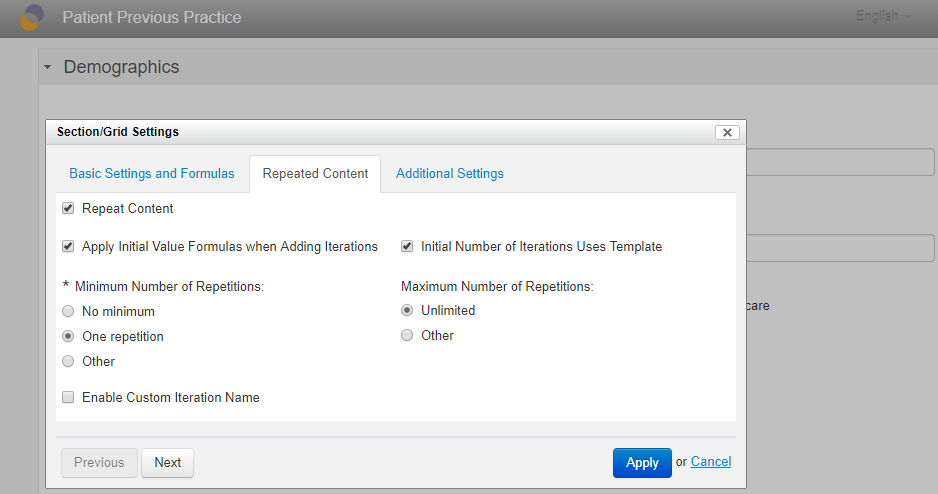 Patient Previous Practice
English
Demographics
Section/Grid Settings
Basic Settings and Formulas
Repeated Content
Additional Settings
Repeat Content
Apply Initial Value Formulas when Adding Iterations
Initial Number of Iterations Uses Template
* Minimum Number of Repetitions:
Maximum Number of Repetitions:
No minimum
Unlimited
care
One repetition
Other
Other
Enable Custom Iteration Name
Previous
Next
Apply or Cancel